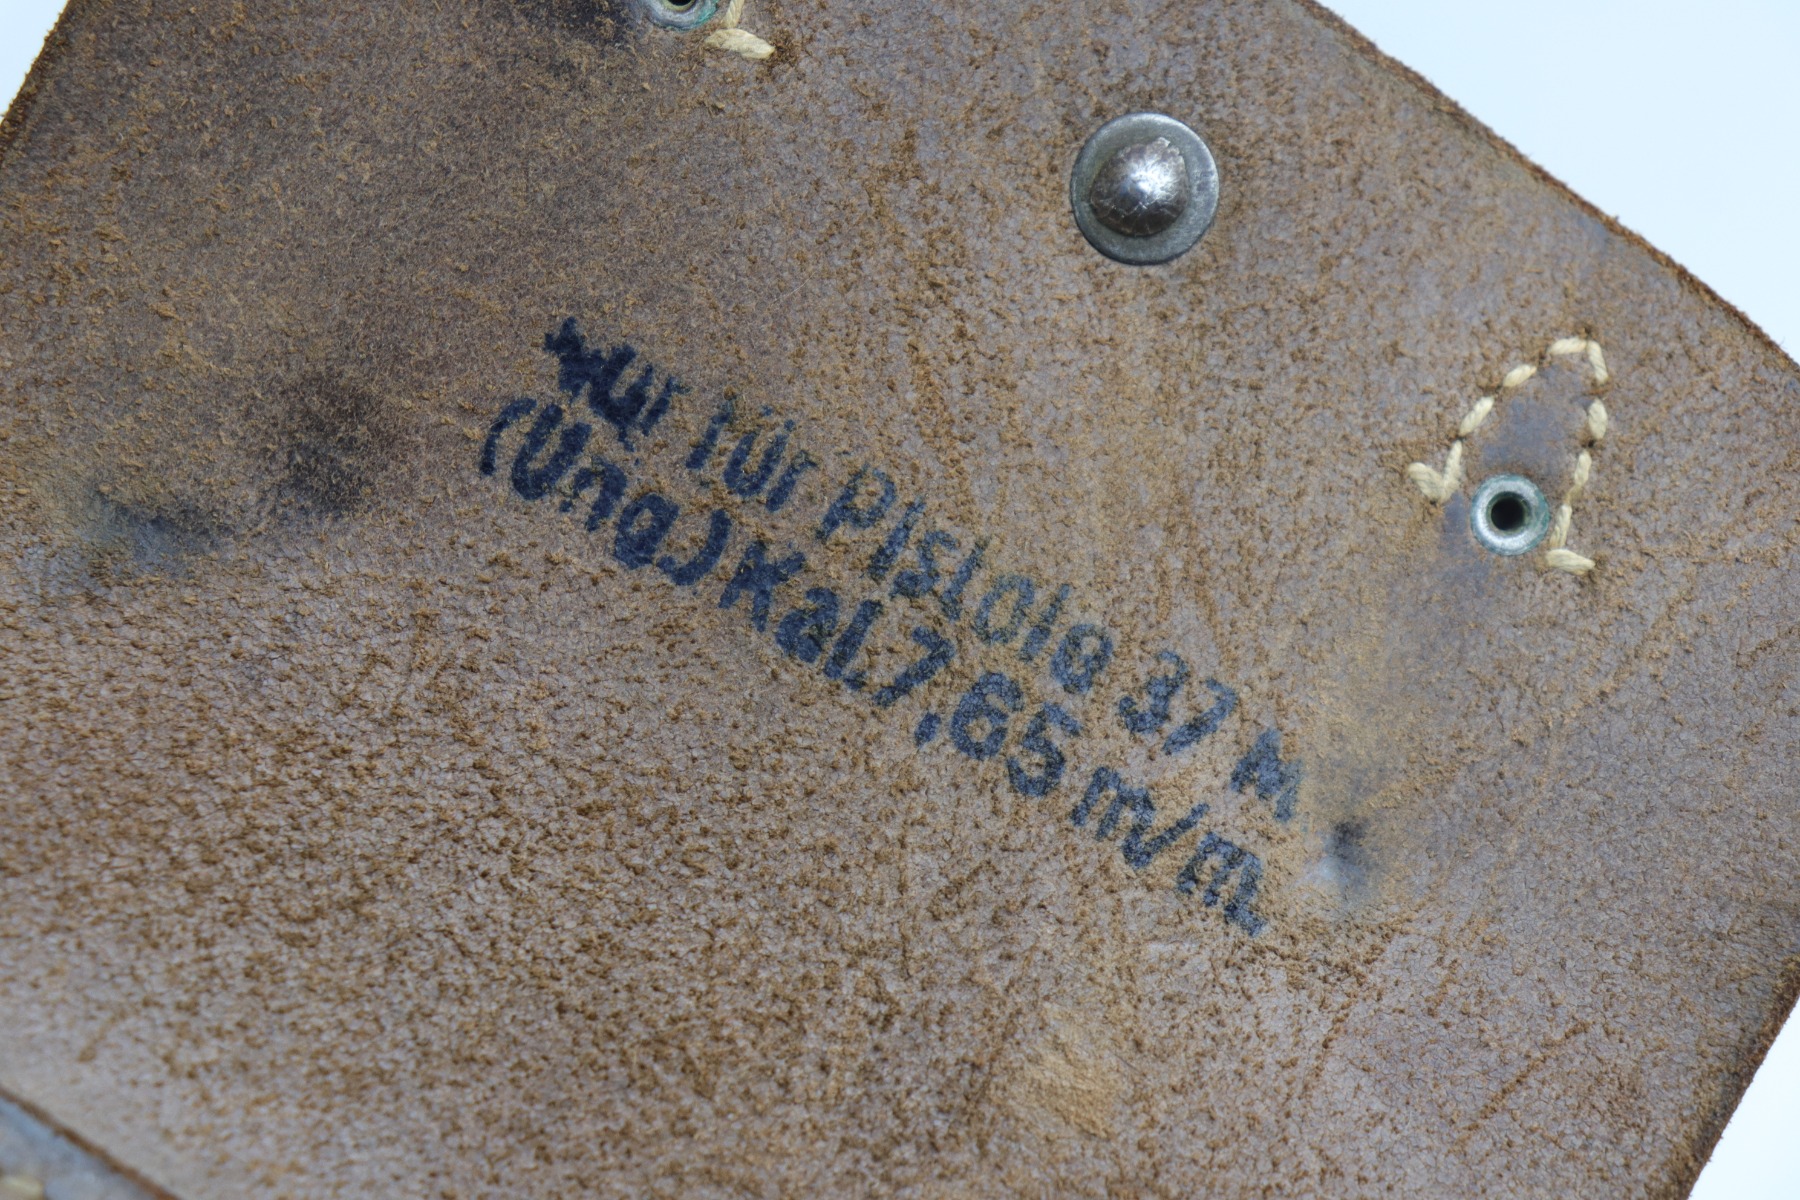 Nur für Pistole 37 M.
(Ung.) Kal. 7,65 m/m.